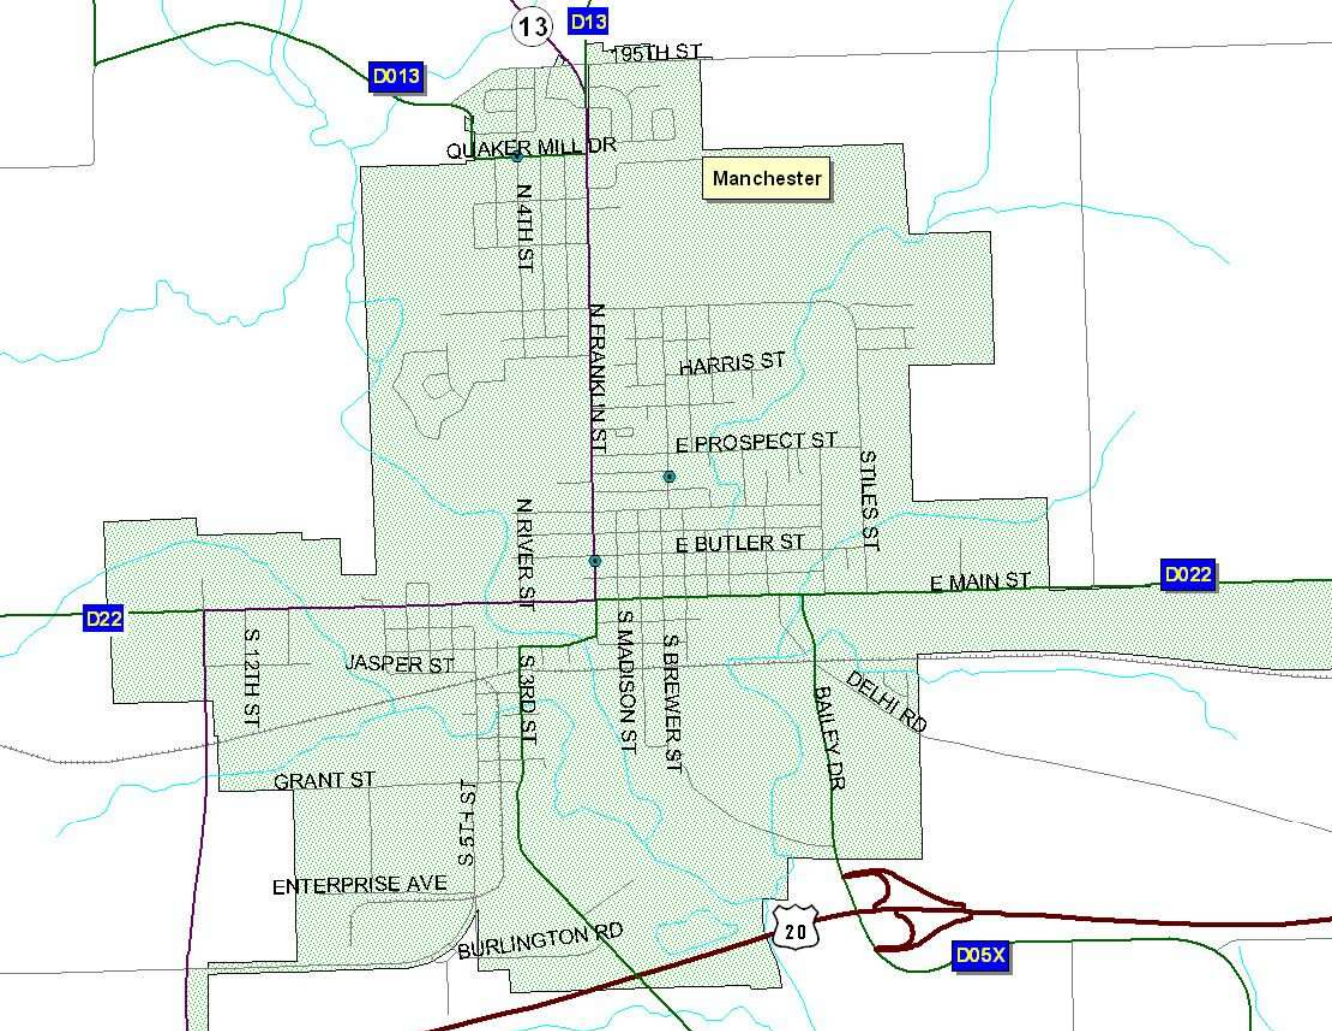 13
D13
195TH ST
D013
QUAKER MILL DR
Manchester
N 4TH ST
N FRANKLIN ST
HARRIS ST
E PROSPECT ST
S TILES ST
N RIVER ST
E BUTLER ST
E MAIN ST
D022
D22
S 12TH ST
JASPER ST
S 3RD ST
S MADISON ST
S BREWER ST
BAILEY DR
DELHI RD
GRANT ST
S 5TH ST
ENTERPRISE AVE
BURLINGTON RD
20
D05X